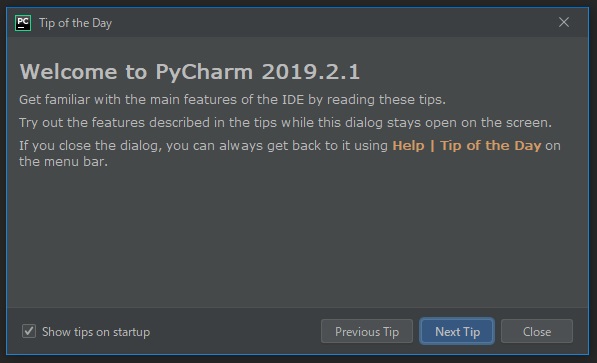 PC
Tip of the Day
Welcome to PyCharm 2019.2.1
Get familiar with the main features of the IDE by reading these tips.
Try out the features described in the tips while this dialog stays open on the screen.
If you close the dialog, you can always get back to it using Help | Tip of the Day on
the menu bar.
Show tips on startup
Previous Tip
Next Tip
Close